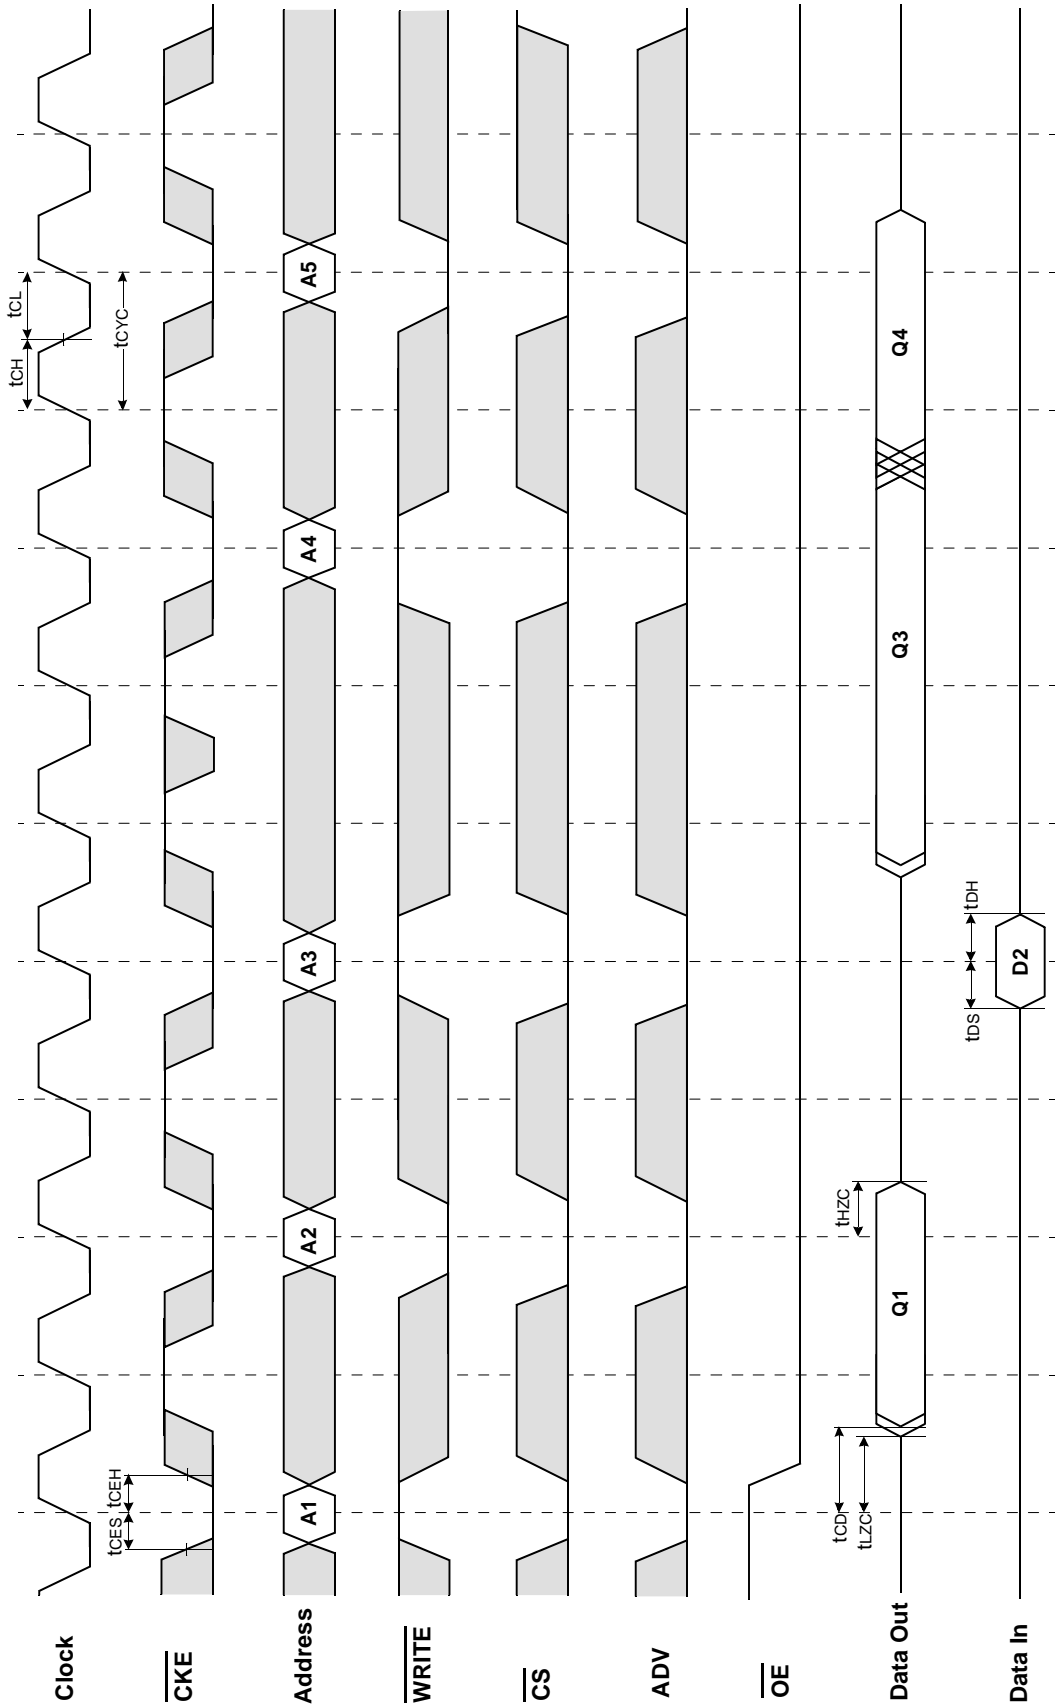 tCH tCL
Clock
tCES tCEH tCYC
CKE
Address A1 A2 A3 A4 A5
WRITE
CS
ADV
OE
tCD
tLZC
tHZC
Data Out Q1 Q3 Q4
tDS tDH
Data In D2